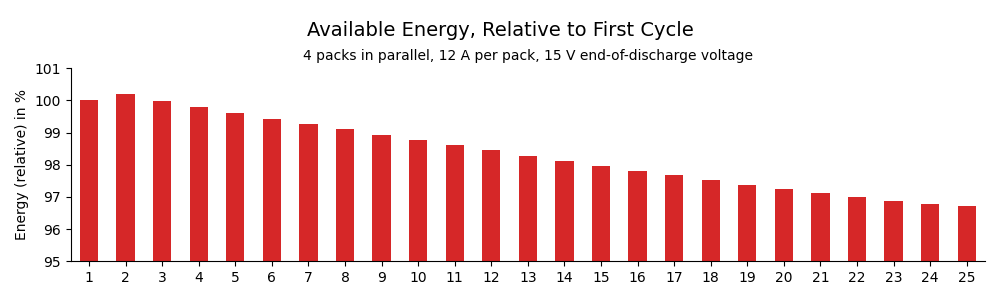 Available Energy, Relative to First Cycle
4 packs in parallel, 12 A per pack, 15 V end-of-discharge voltage
Energy (relative) in %
101
100
99
98
97
96
95
1 2 3 4 5 6 7 8 9 10 11 12 13 14 15 16 17 18 19 20 21 22 23 24 25